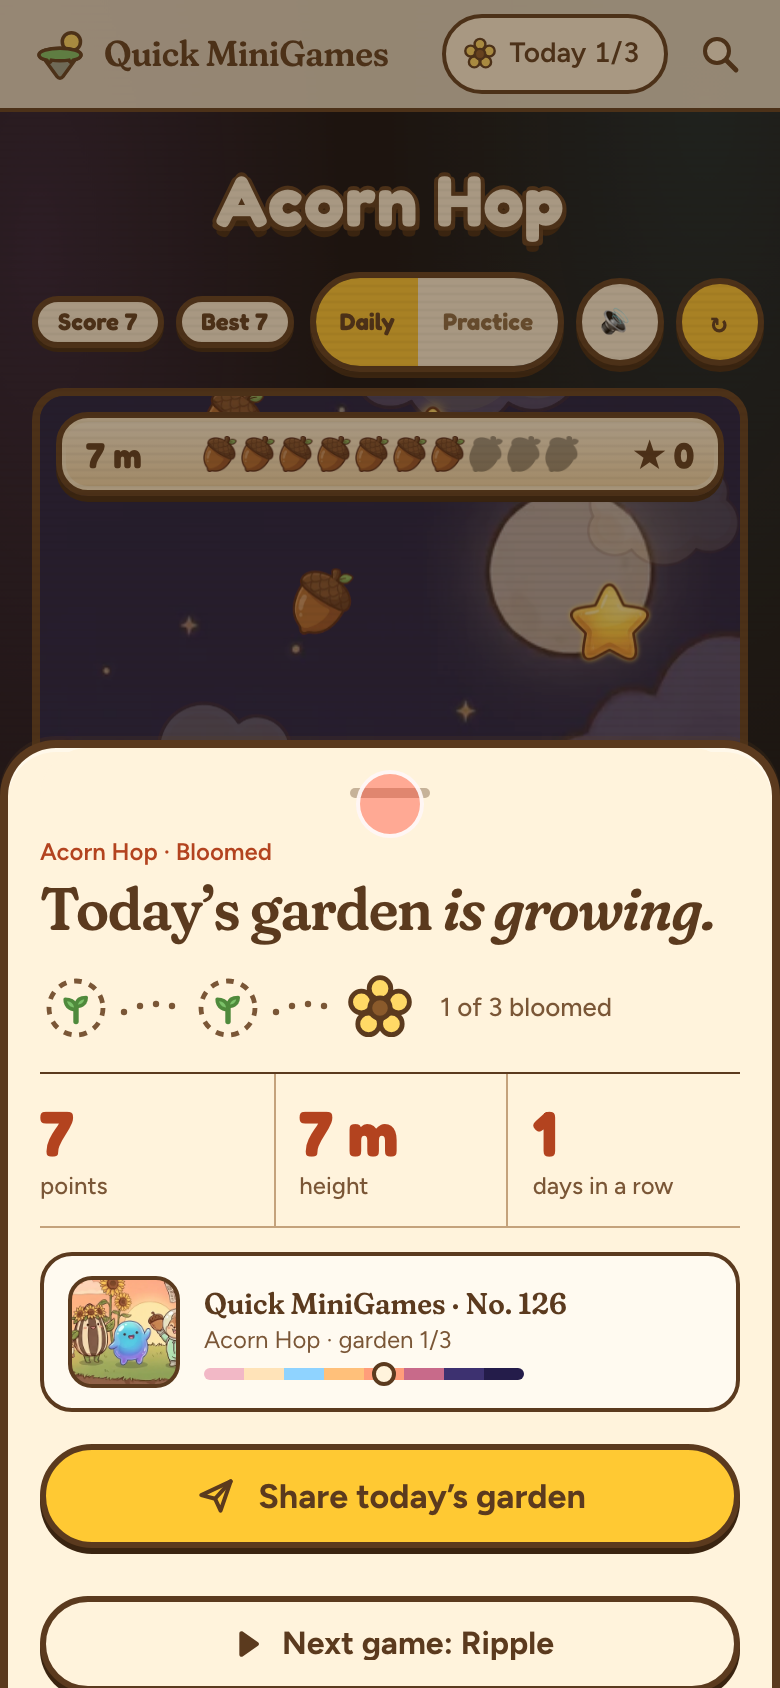 Quick MiniGames
Today 1/3
Acorn Hop
Score 7
Best 7
Daily
Practice
7 m
★ 0
Acorn Hop · Bloomed
Today’s garden is growing.
1 of 3 bloomed
7
points
7 m
height
1
days in a row
Quick MiniGames · No. 126
Acorn Hop · garden 1/3
Share today’s garden
Next game: Ripple